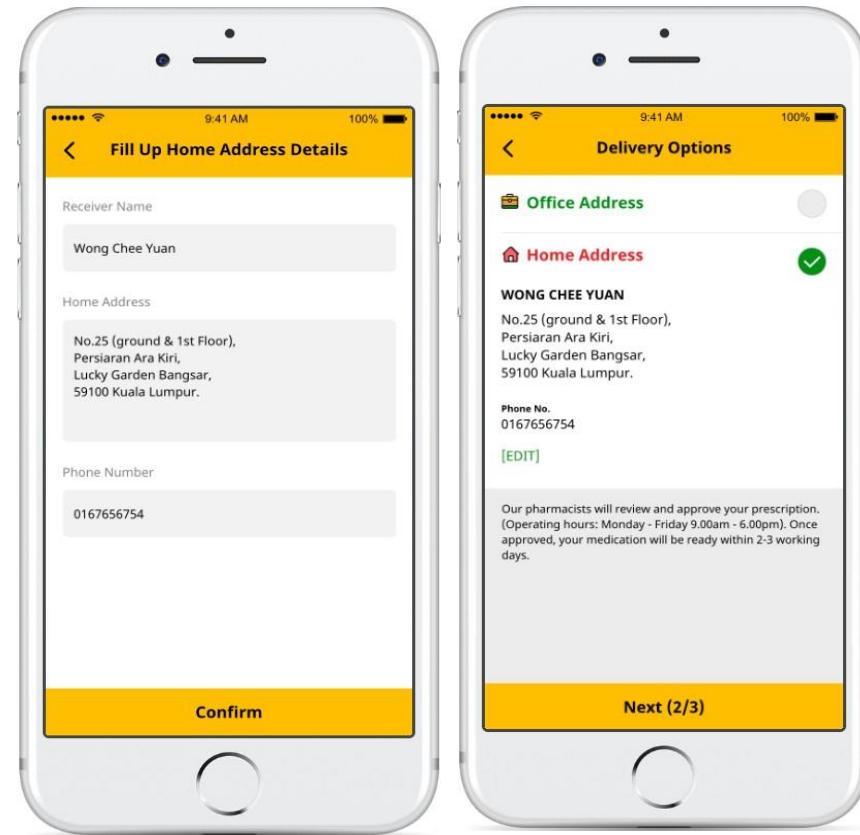 9:41 AM
100%
Fill Up Home Address Details
Receiver Name
Wong Chee Yuan
Home Address
No.25 (ground & 1st Floor),
Persiaran Ara Kiri,
Lucky Garden Bangsar,
59100 Kuala Lumpur.
Phone Number
0167656754
Confirm
9:41 AM
100%
Delivery Options
Office Address
Home Address
WONG CHEE YUAN
No.25 (ground & 1st Floor),
Persiaran Ara Kiri,
Lucky Garden Bangsar,
59100 Kuala Lumpur.
Phone No.
0167656754
[EDIT]
Our pharmacists will review and approve your prescription.
(Operating hours: Monday - Friday 9.00am - 6.00pm). Once
approved, your medication will be ready within 2-3 working
days.
Next (2/3)